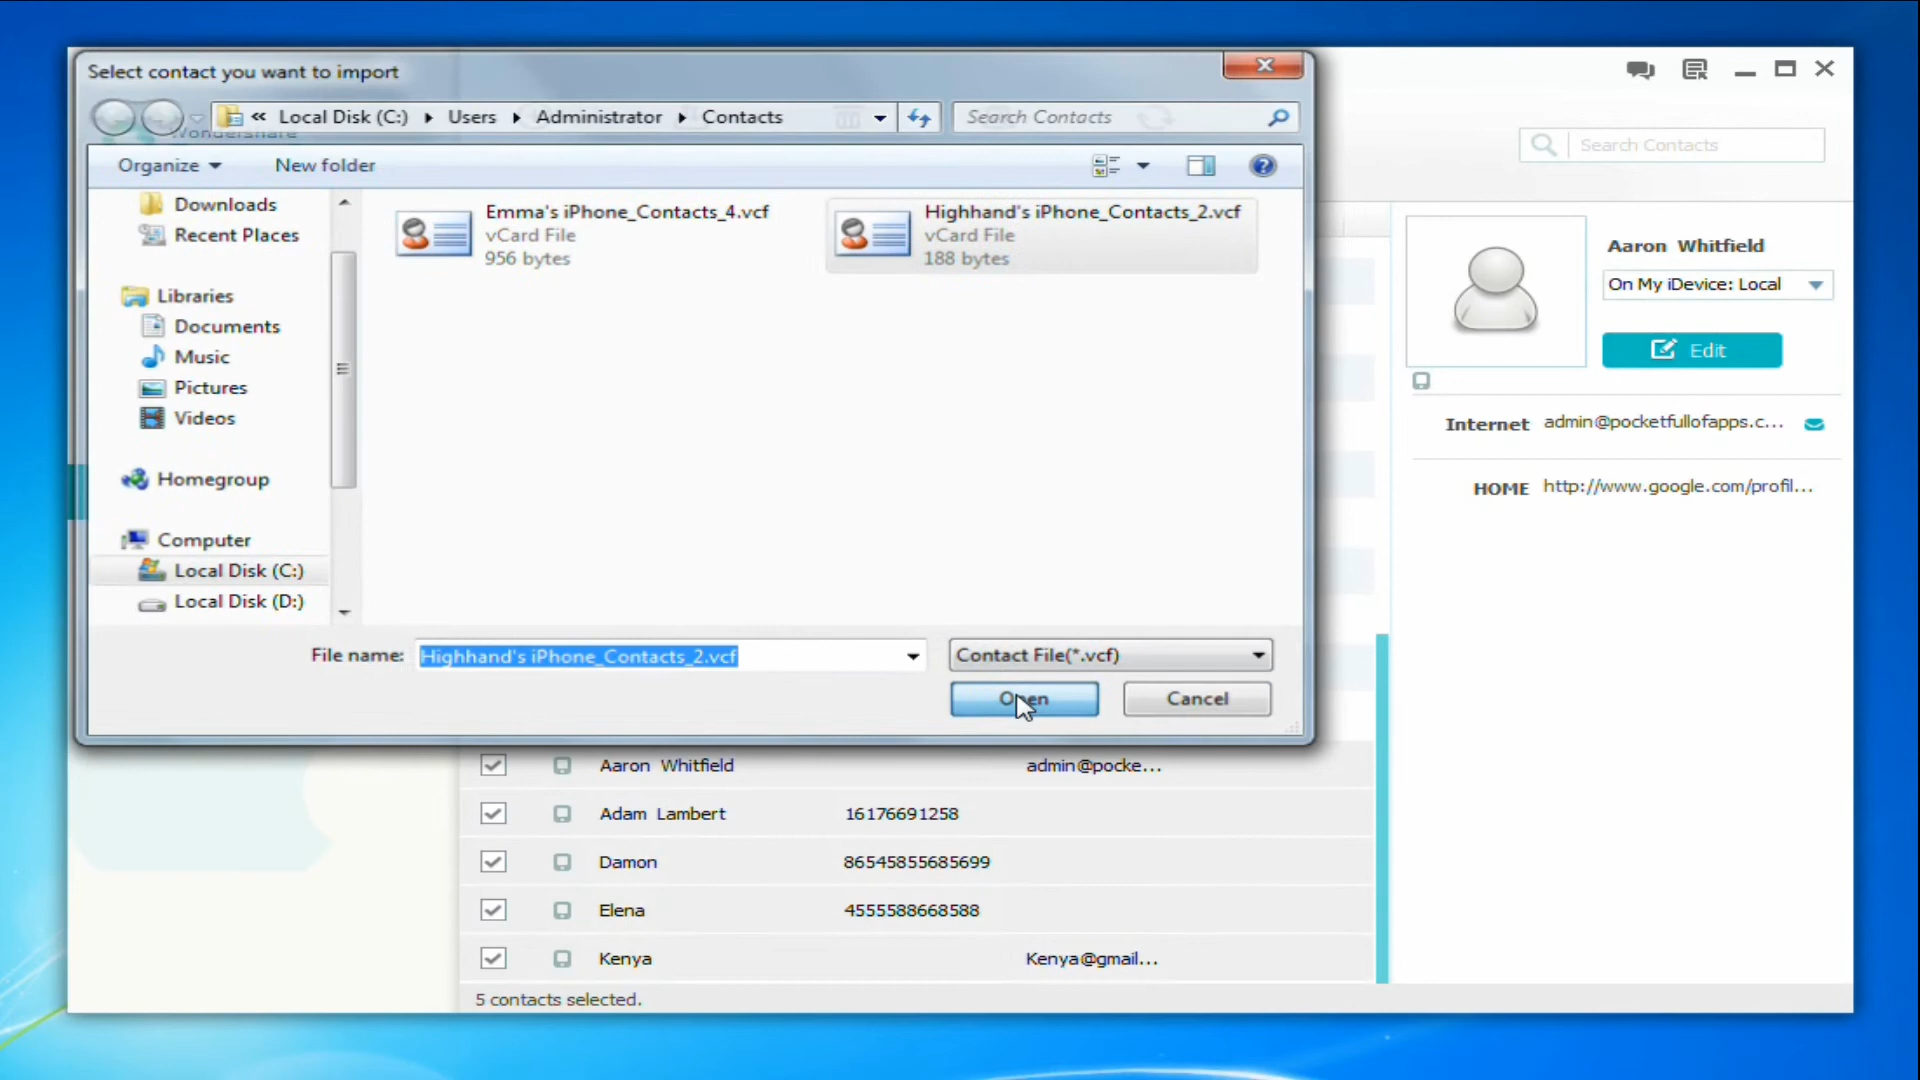 Select contact you want to import
« Local Disk (C:) Users Administrator Contacts
Search Contacts
Wondershare
Organize
New folder
Downloads
Recent Places
Libraries
Documents
Music
Pictures
Videos
Homegroup
Computer
Local Disk (C:)
Local Disk (D:)
Emma's iPhone_Contacts_4.vcf
vCard File
956 bytes
Highhand's iPhone_Contacts_2.vcf
vCard File
188 bytes
File name: Highhand's iPhone_Contacts_2.vcf
Contact File(*.vcf)
Open
Cancel
Search Contacts
Aaron Whitfield
On My iDevice: Local
Edit
Internet admin@pocketfullofapps.c...
HOME http://www.google.com/profil...
Aaron Whitfield admin@pocke...
Adam Lambert 16176691258
Damon 86545855685699
Elena 4555588668588
Kenya Kenya@gmail...
5 contacts selected.